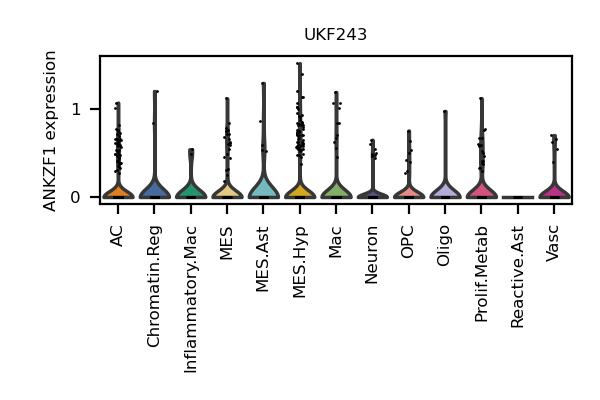 UKF243
ANKZF1 expression
1
0
AC
Chromatin.Reg
Inflammatory.Mac
MES
MES.Ast
MES.Hyp
Mac
Neuron
OPC
Oligo
Prolif.Metab
Reactive.Ast
Vasc